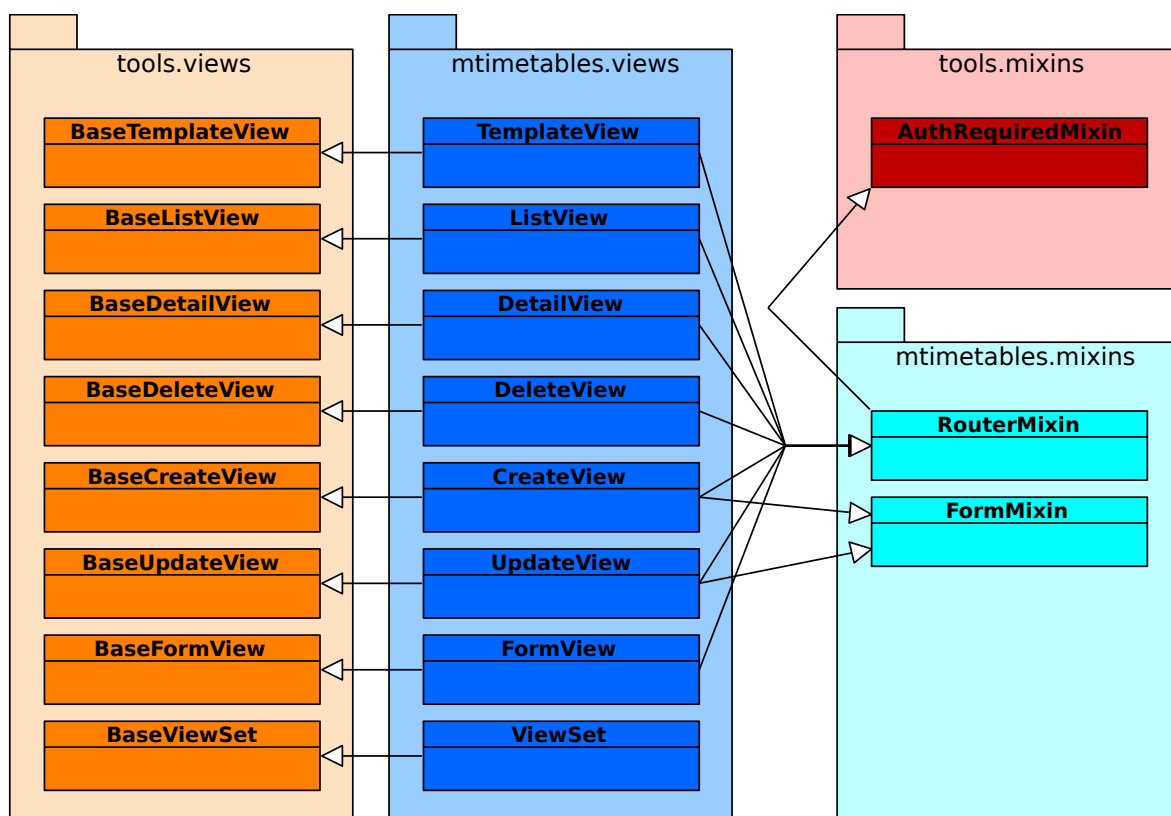 tools.views
BaseTemplateView
BaseListView
BaseDetailView
BaseDeleteView
BaseCreateView
BaseUpdateView
BaseFormView
BaseViewSet
mtimetables.views
TemplateView
ListView
DetailView
DeleteView
CreateView
UpdateView
FormView
ViewSet
tools.mixins
AuthRequiredMixin
mtimetables.mixins
RouterMixin
FormMixin